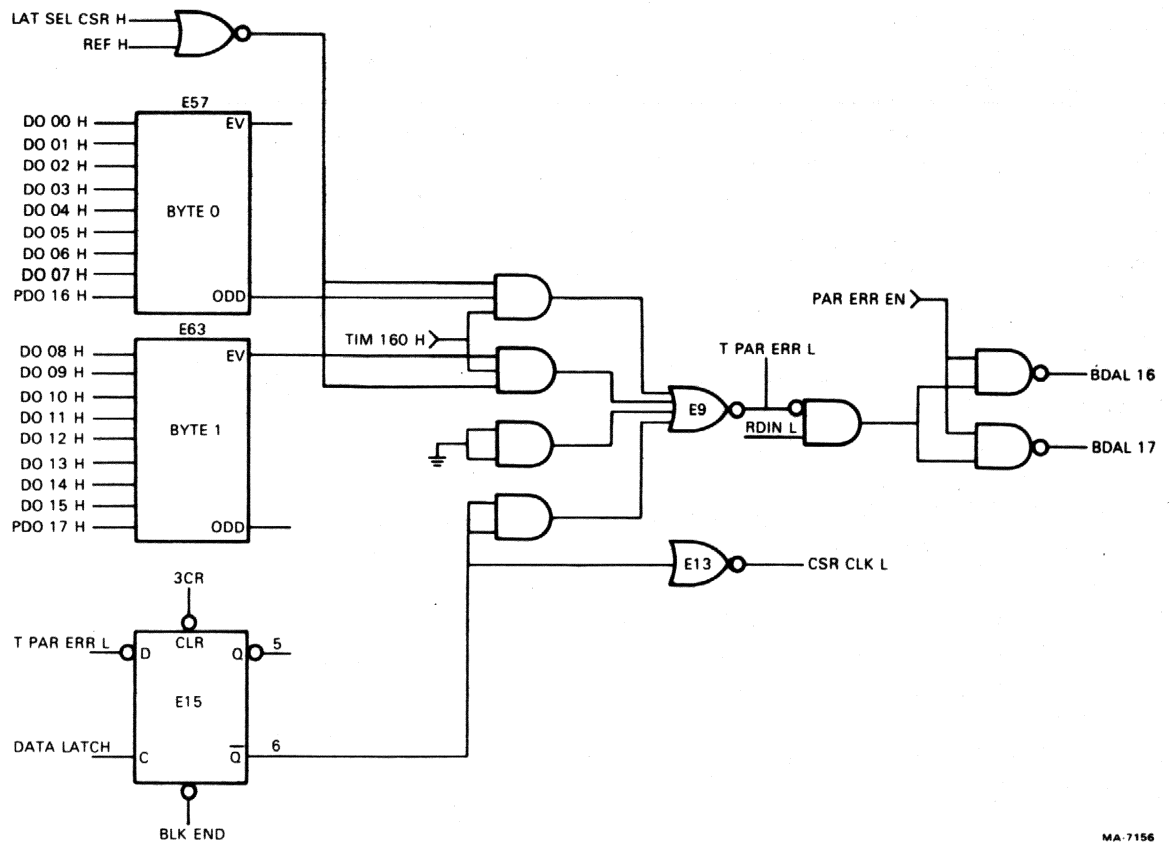 LAT SEL CSR H
REF H
E57
DO 00 H
EV
DO 01 H
DO 02 H
DO 03 H
DO 04 H
BYTE 0
DO 05 H
DO 06 H
DO 07 H
PDO 16 H
ODD
E63
DO 08 H
EV
DO 09 H
DO 10 H
DO 11 H
BYTE 1
DO 12 H
DO 13 H
DO 14 H
DO 15 H
PDO 17 H
ODD
TIM 160 H
PAR ERR EN
T PAR ERR L
E9
RDIN L
BDAL 16
BDAL 17
E13
CSR CLK L
3CR
CLR
T PAR ERR L
D
Q
5
E15
DATA LATCH
C
Q̅
6
BLK END
MA-7156